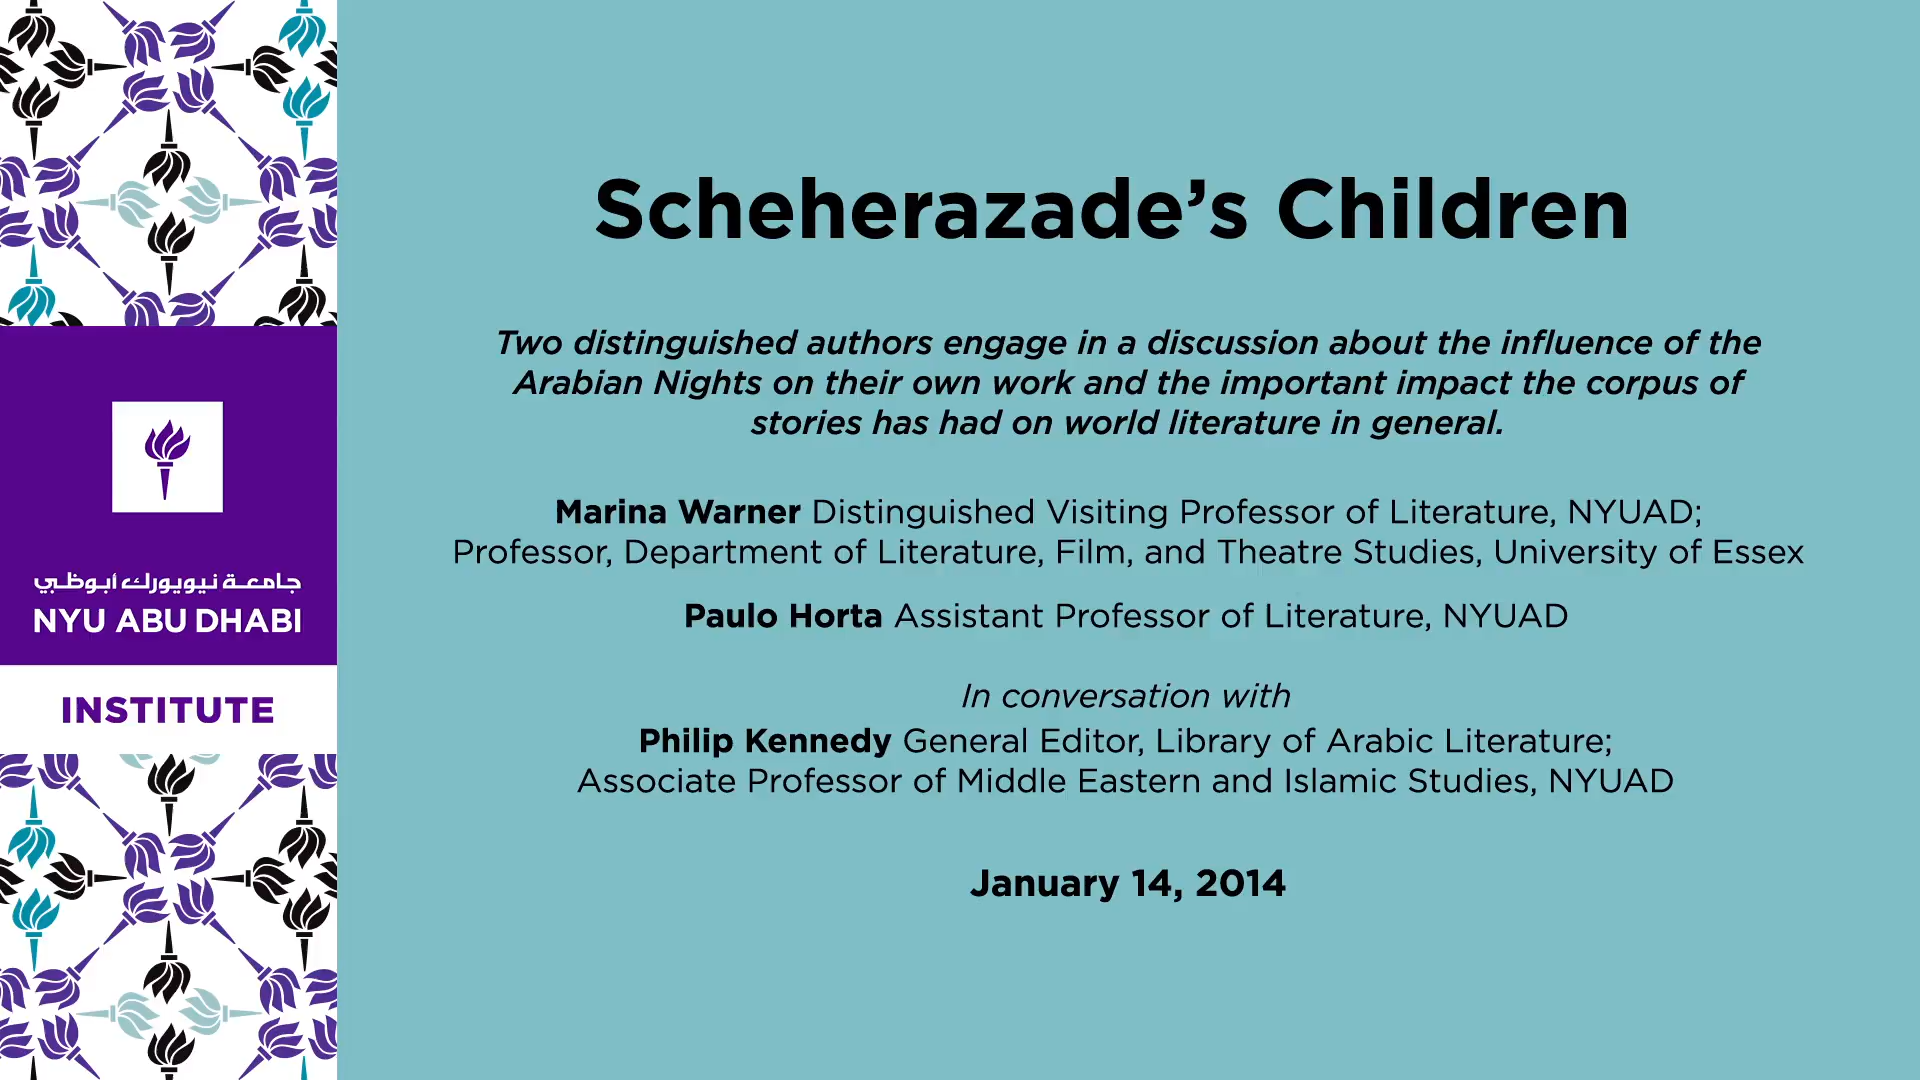 جامعـة نيويورك أبـوظـبي
NYU ABU DHABI
INSTITUTE
Scheherazade’s Children
Two distinguished authors engage in a discussion about the influence of the
Arabian Nights on their own work and the important impact the corpus of
stories has had on world literature in general.
Marina Warner Distinguished Visiting Professor of Literature, NYUAD;
Professor, Department of Literature, Film, and Theatre Studies, University of Essex
Paulo Horta Assistant Professor of Literature, NYUAD
In conversation with
Philip Kennedy General Editor, Library of Arabic Literature;
Associate Professor of Middle Eastern and Islamic Studies, NYUAD
January 14, 2014